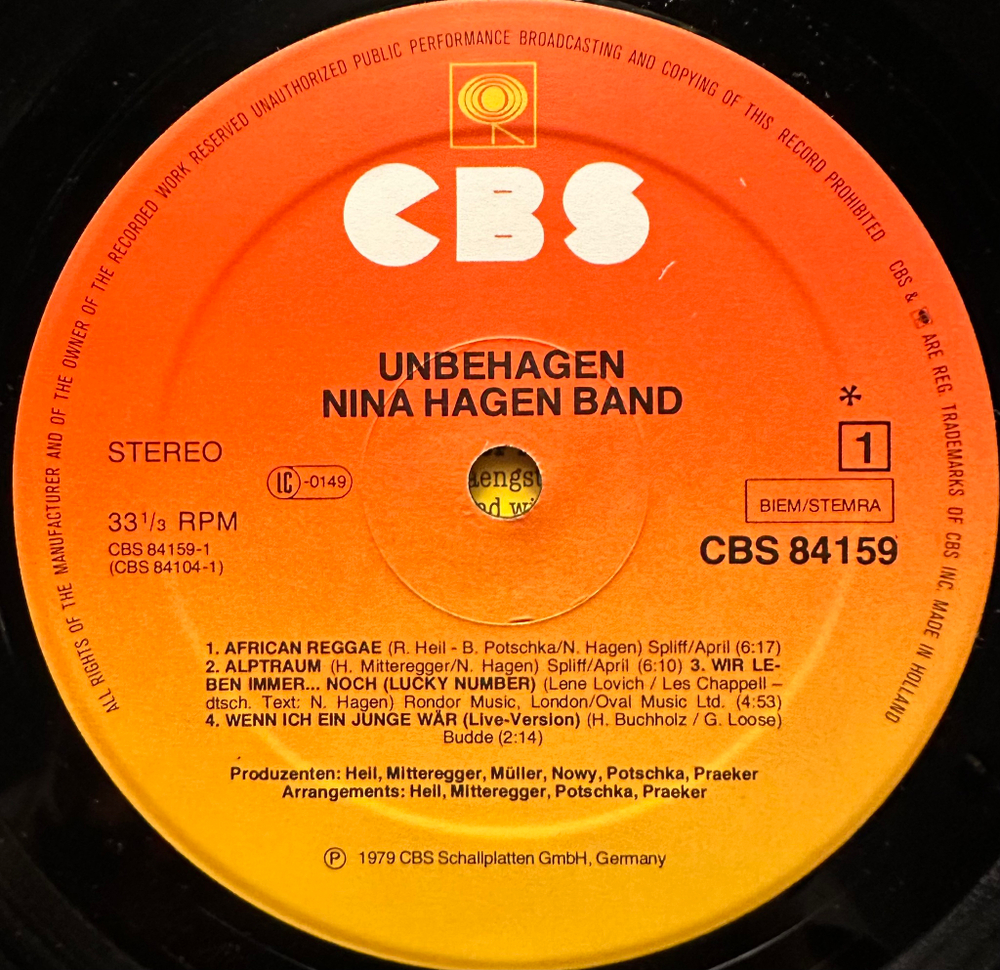 ALL RIGHTS OF THE MANUFACTURER AND OF THE OWNER OF THE RECORDED WORK RESERVED UNAUTHORIZED PUBLIC PERFORMANCE BROADCASTING AND COPYING OF THIS RECORD PROHIBITED
CBS & ARE REG. TRADEMARKS OF CBS INC. MADE IN HOLLAND
CBS
UNBEHAGEN
NINA HAGEN BAND
*
STEREO
1
LC-0149
BIEM/STEMRA
33 1/3 RPM
CBS 84159
CBS 84159-1
(CBS 84104-1)
1. AFRICAN REGGAE (R. Heil - B. Potschka/N. Hagen) Spliff/April (6:17)
2. ALPTRAUM (H. Mitteregger/N. Hagen) Spliff/April (6:10) 3. WIR LE-
BEN IMMER... NOCH (LUCKY NUMBER) (Lene Lovich / Les Chappell –
dtsch. Text: N. Hagen) Rondor Music, London/Oval Music Ltd. (4:53)
4. WENN ICH EIN JUNGE WÄR (Live-Version) (H. Buchholz / G. Loose)
Budde (2:14)
Produzenten: Heil, Mitteregger, Müller, Nowy, Potschka, Praeker
Arrangements: Heil, Mitteregger, Potschka, Praeker
Ⓟ 1979 CBS Schallplatten GmbH, Germany